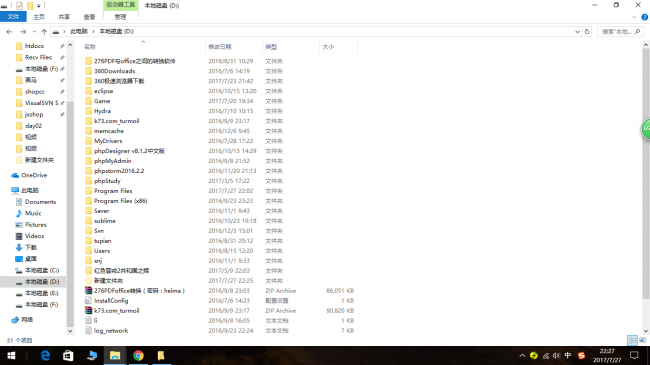 驱动器工具 本地磁盘 (D:)
文件 主页 共享 查看 管理
此电脑 › 本地磁盘 (D:) 搜索"本地...
名称 修改日期 类型 大小
htdocs
Recv Files
本地磁盘 (F:)
黑马
shopcc
VisualSVN S
jxshop
day02
视频
视频
新建文件夹
OneDrive
此电脑
Documents
Music
Pictures
Videos
下载
桌面
本地磁盘 (C:)
本地磁盘 (D:)
本地磁盘 (E:)
本地磁盘 (F:)
网络
276PDF与office之间的转换软件 2016/8/31 10:29 文件夹
360Downloads 2016/7/6 14:19 文件夹
360极速浏览器下载 2017/7/23 21:42 文件夹
eclipse 2016/10/15 13:20 文件夹
Game 2017/7/20 19:34 文件夹
Hydra 2016/7/10 10:15 文件夹
k73.com_turmoil 2016/9/9 23:17 文件夹
memcache 2016/12/6 9:45 文件夹
MyDrivers 2016/7/28 17:22 文件夹
phpDesigner v8.1.2中文版 2016/10/15 14:29 文件夹
phpMyAdmin 2016/9/8 21:52 文件夹
phpstorm2016.2.2 2016/11/20 21:13 文件夹
phpStudy 2017/3/5 17:22 文件夹
Program Files 2017/7/27 22:02 文件夹
Program Files (x86) 2016/9/23 23:23 文件夹
Sever 2016/11/1 9:43 文件夹
sublime 2016/10/23 19:18 文件夹
Svn 2016/12/3 15:01 文件夹
tupian 2016/8/31 20:12 文件夹
Users 2016/8/15 12:20 文件夹
xnj 2016/11/1 9:33 文件夹
红色警戒2共和国之辉 2017/5/9 22:03 文件夹
新建文件夹 2017/7/27 22:25 文件夹
276PDFoffice转换（密码：heima） 2016/9/8 23:03 ZIP Archive 86,051 KB
InstallConfig 2016/7/6 14:23 配置设置 1 KB
k73.com_turmoil 2016/9/9 23:17 ZIP Archive 90,820 KB
li 2016/9/8 16:05 文本文档 1 KB
log_network 2016/9/23 22:24 文本文档 7 KB
31 个项目
中
22:27
2017/7/27